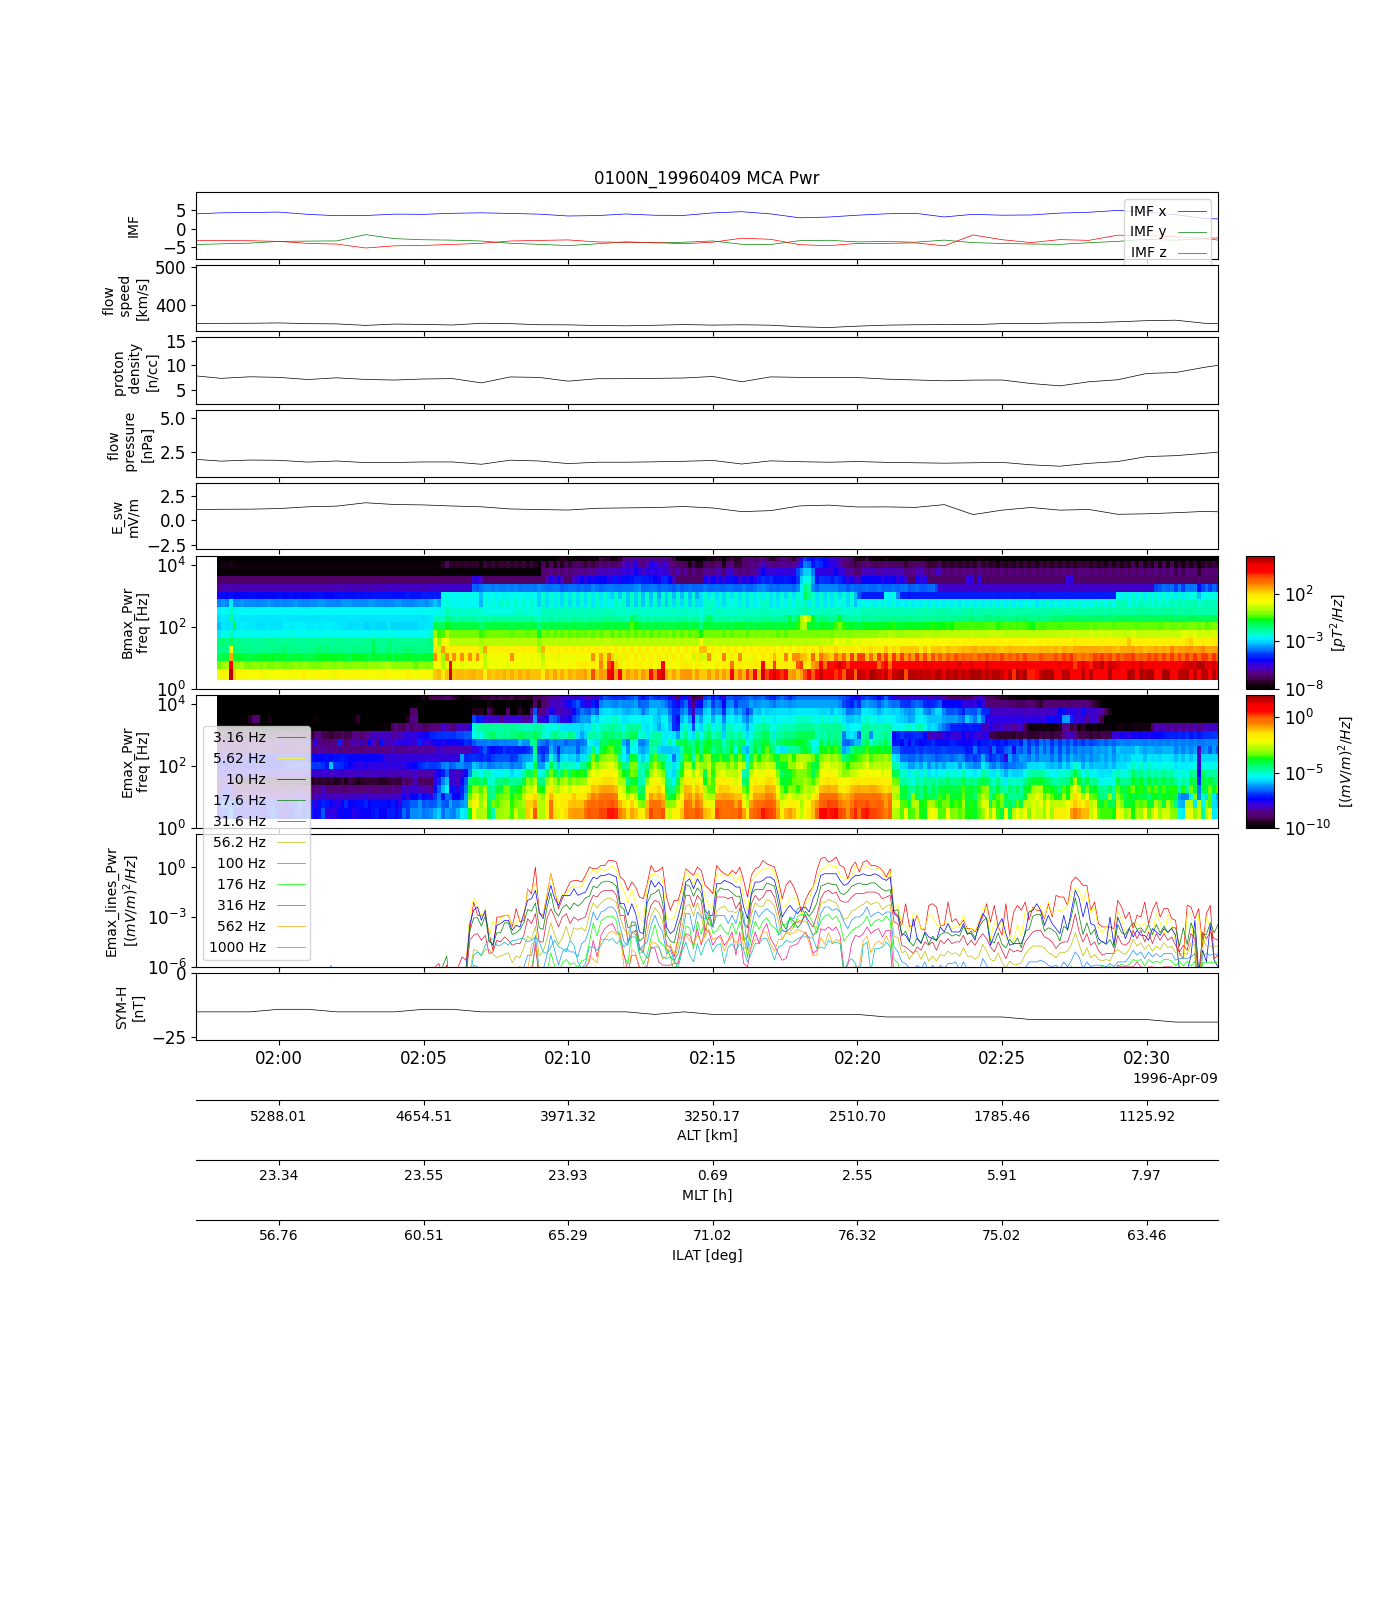 0100N_19960409 MCA Pwr
IMF
5
0
−5
IMF x
IMF y
IMF z
flow
speed
[km/s]
500
400
proton
density
[n/cc]
15
10
5
flow
pressure
[nPa]
5.0
2.5
E_sw
mV/m
2.5
0.0
−2.5
Bmax_Pwr
freq [Hz]
10^4
10^2
10^0
10^2
10^−3
10^−8
[pT^2/Hz]
Emax_Pwr
freq [Hz]
10^4
10^2
10^0
10^0
10^−5
10^−10
[(mV/m)^2/Hz]
3.16 Hz
5.62 Hz
10 Hz
17.6 Hz
31.6 Hz
56.2 Hz
100 Hz
176 Hz
316 Hz
562 Hz
1000 Hz
Emax_lines_Pwr
[(mV/m)^2/Hz]
10^0
10^−3
10^−6
SYM-H
[nT]
0
−25
02:00 02:05 02:10 02:15 02:20 02:25 02:30
1996-Apr-09
5288.01 4654.51 3971.32 3250.17 2510.70 1785.46 1125.92
ALT [km]
23.34 23.55 23.93 0.69 2.55 5.91 7.97
MLT [h]
56.76 60.51 65.29 71.02 76.32 75.02 63.46
ILAT [deg]